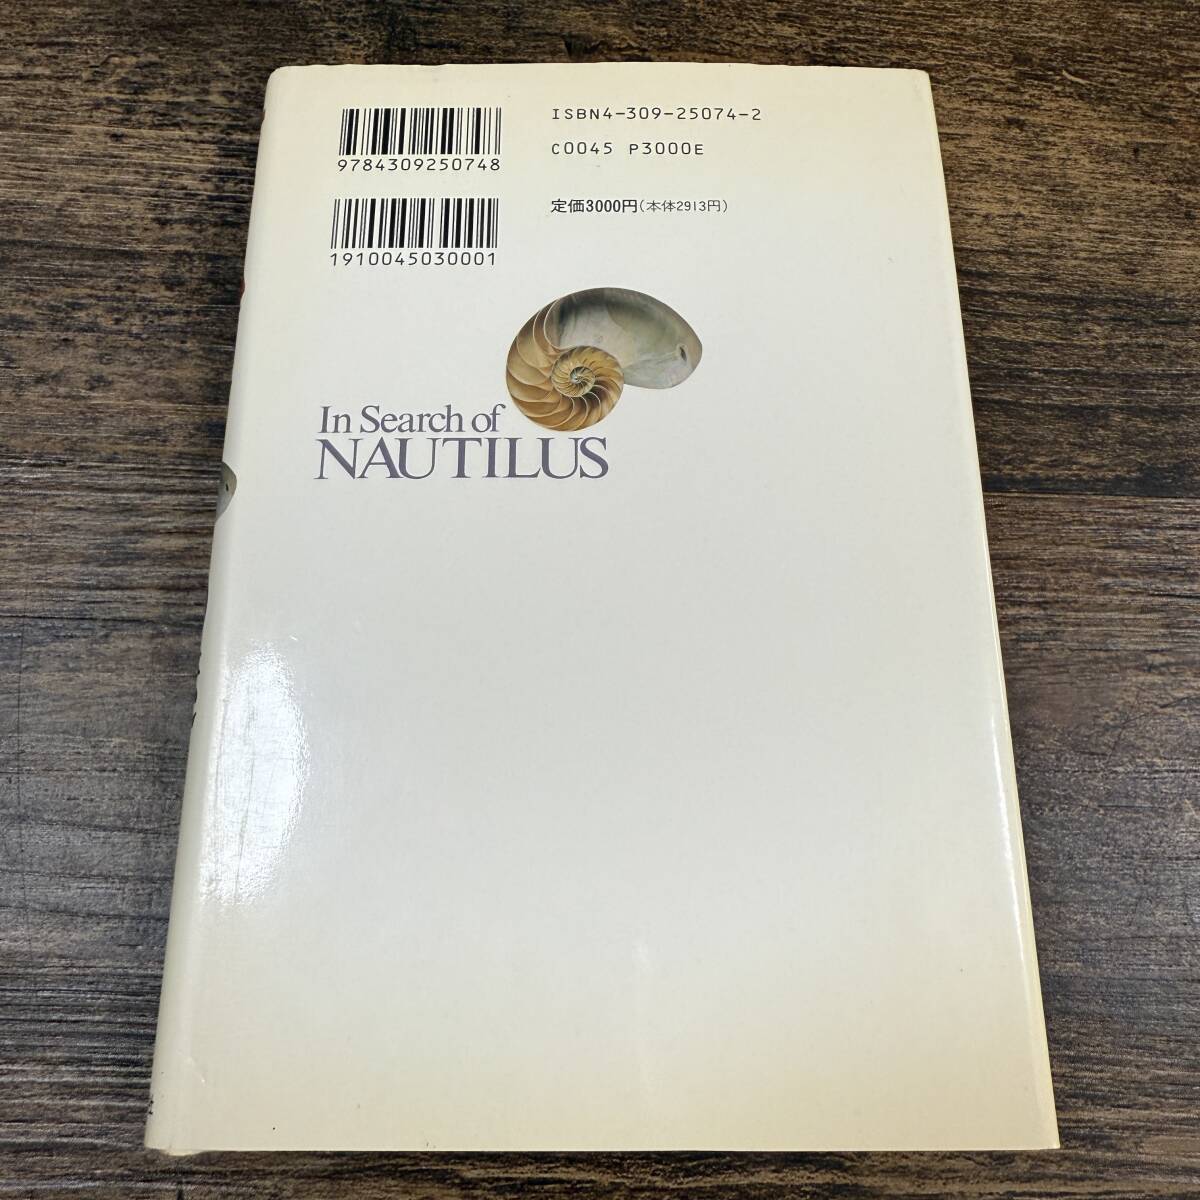 ISBN4-309-25074-2
9784309250748
C0045 P3000E
定価3000円(本体2913円)
1910045030001
In Search of
NAUTILUS